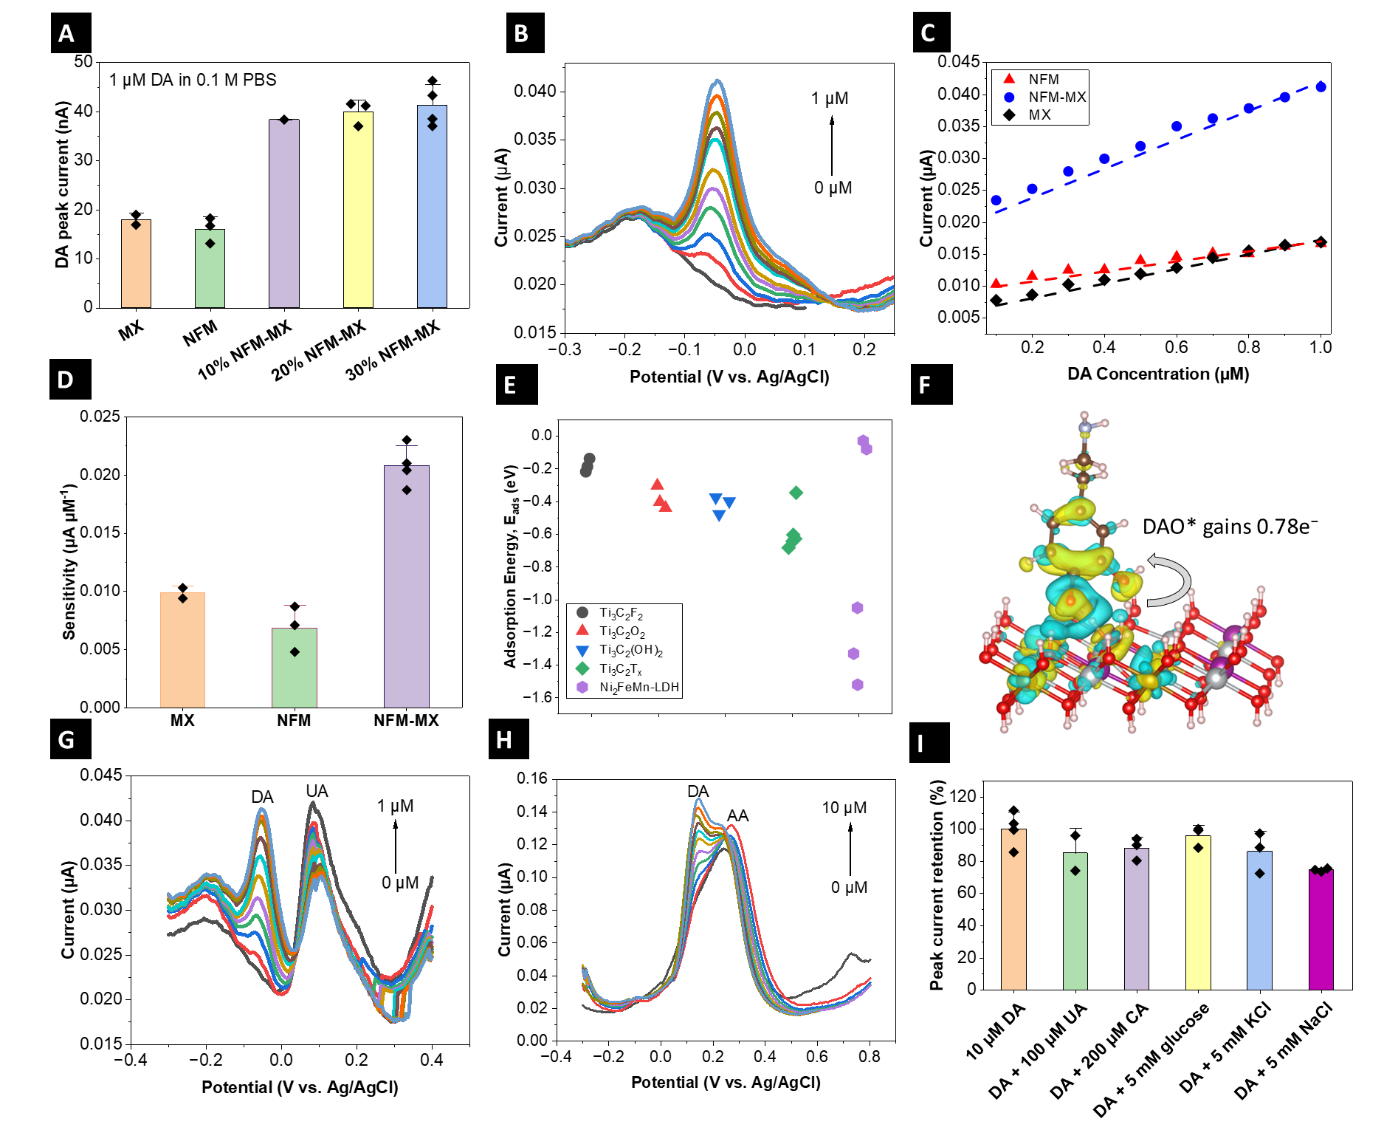 A
DA peak current (nA)
1 µM DA in 0.1 M PBS
50
40
30
20
10
0
MX
NFM
10% NFM-MX
20% NFM-MX
30% NFM-MX
B
Current (µA)
0.040
0.035
0.030
0.025
0.020
0.015
1 µM
0 µM
−0.3
−0.2
−0.1
0.0
0.1
0.2
Potential (V vs. Ag/AgCl)
C
Current (µA)
0.045
0.040
0.035
0.030
0.025
0.020
0.015
0.010
0.005
NFM
NFM-MX
MX
0.2
0.4
0.6
0.8
1.0
DA Concentration (µM)
D
Sensitivity (µA µM⁻¹)
0.025
0.020
0.015
0.010
0.005
0.000
MX
NFM
NFM-MX
E
Adsorption Energy, Eₐdₛ (eV)
0.0
−0.2
−0.4
−0.6
−0.8
−1.0
−1.2
−1.4
−1.6
Ti₃C₂F₂
Ti₃C₂O₂
Ti₃C₂(OH)₂
Ti₃C₂Tₓ
Ni₂FeMn-LDH
F
DAO* gains 0.78e⁻
G
Current (µA)
0.045
0.040
0.035
0.030
0.025
0.020
0.015
DA
UA
1 µM
0 µM
−0.4
−0.2
0.0
0.2
0.4
Potential (V vs. Ag/AgCl)
H
Current (µA)
0.16
0.14
0.12
0.10
0.08
0.06
0.04
0.02
0.00
DA
AA
10 µM
0 µM
−0.4
−0.2
0.0
0.2
0.4
0.6
0.8
Potential (V vs. Ag/AgCl)
I
Peak current retention (%)
120
100
80
60
40
20
0
10 µM DA
DA + 100 µM UA
DA + 200 µM CA
DA + 5 mM glucose
DA + 5 mM KCl
DA + 5 mM NaCl